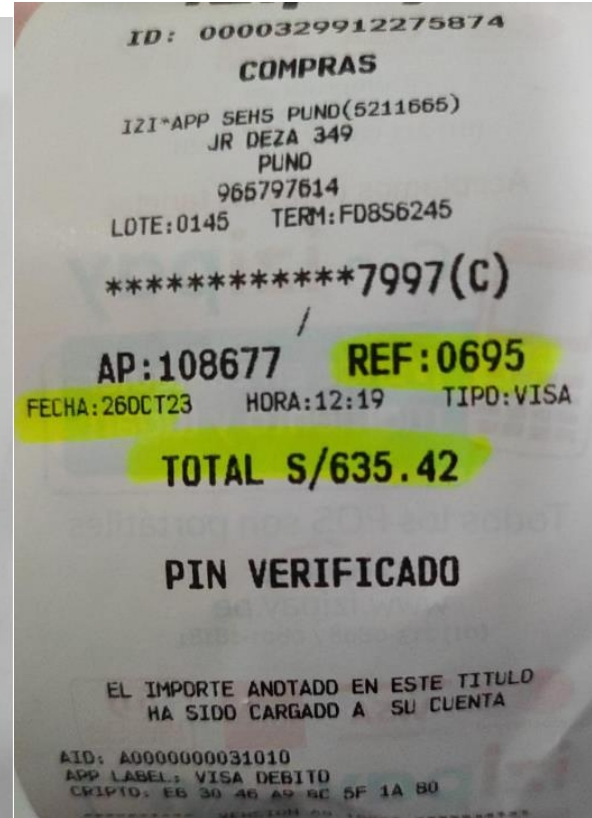 ID: 0000329912275874
COMPRAS
IZI*APP SEHS PUNO(5211665)
JR DEZA 349
PUNO
965797614
LOTE:0145 TERM:FD8S6245
************7997(C)
/
AP:108677 REF:0695
FECHA:26OCT23 HORA:12:19 TIPO:VISA
TOTAL S/635.42
PIN VERIFICADO
EL IMPORTE ANOTADO EN ESTE TITULO
HA SIDO CARGADO A SU CUENTA
AID: A0000000031010
APP LABEL: VISA DEBITO
CRIPTO: E6 30 46 A9 8C 5F 1A 80